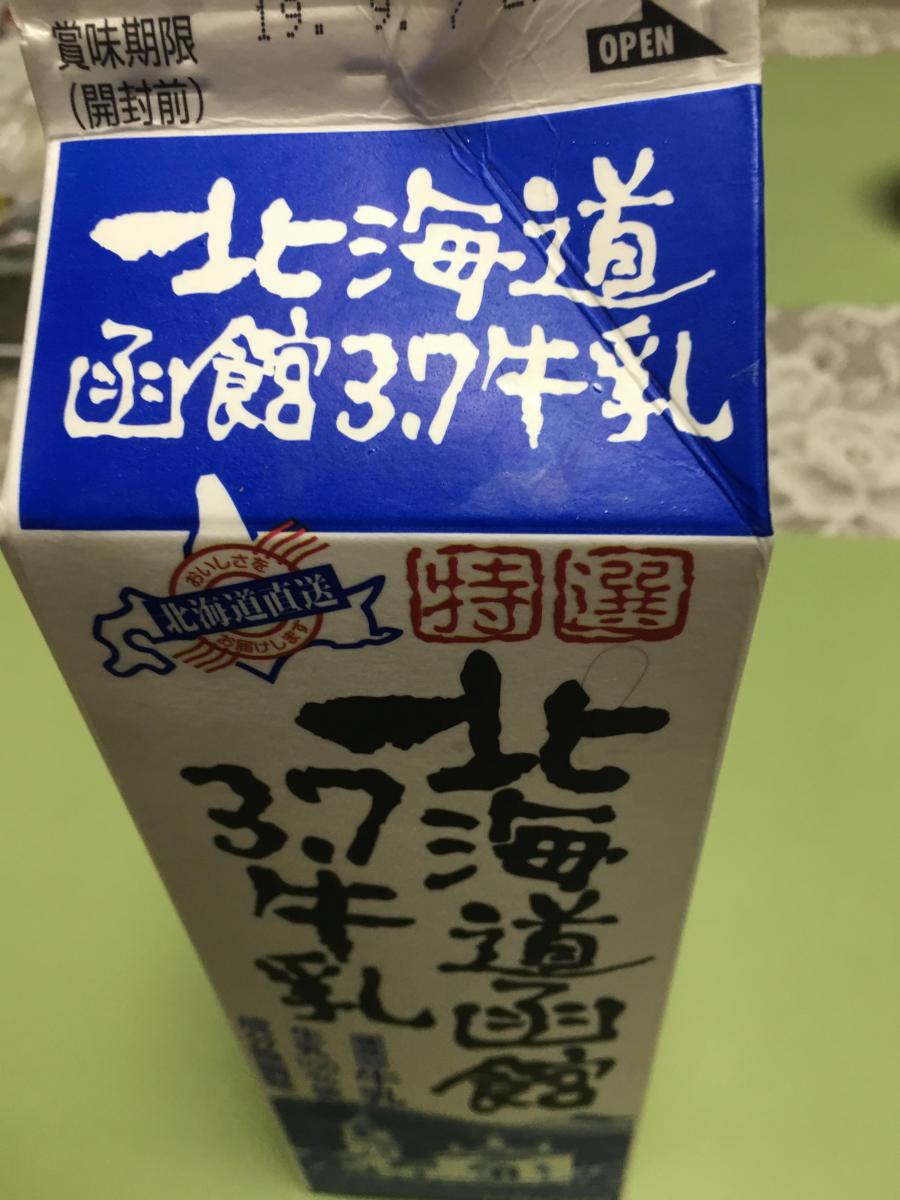 賞味期限
(開封前)
19. 9. 7
OPEN
北海道
函館3.7牛乳
おいしさを
北海道直送
お届けします
特選
北海道函館
3.7牛乳